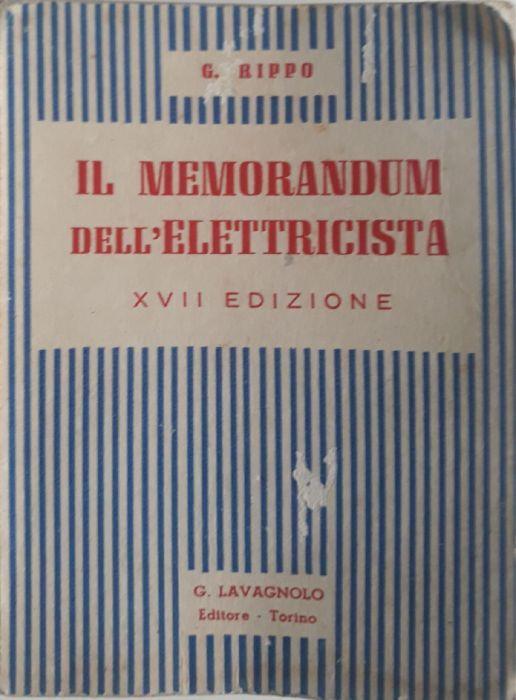 G. RIPPO
IL MEMORANDUM
DELL'ELETTRICISTA
XVII EDIZIONE
G. LAVAGNOLO
Editore - Torino